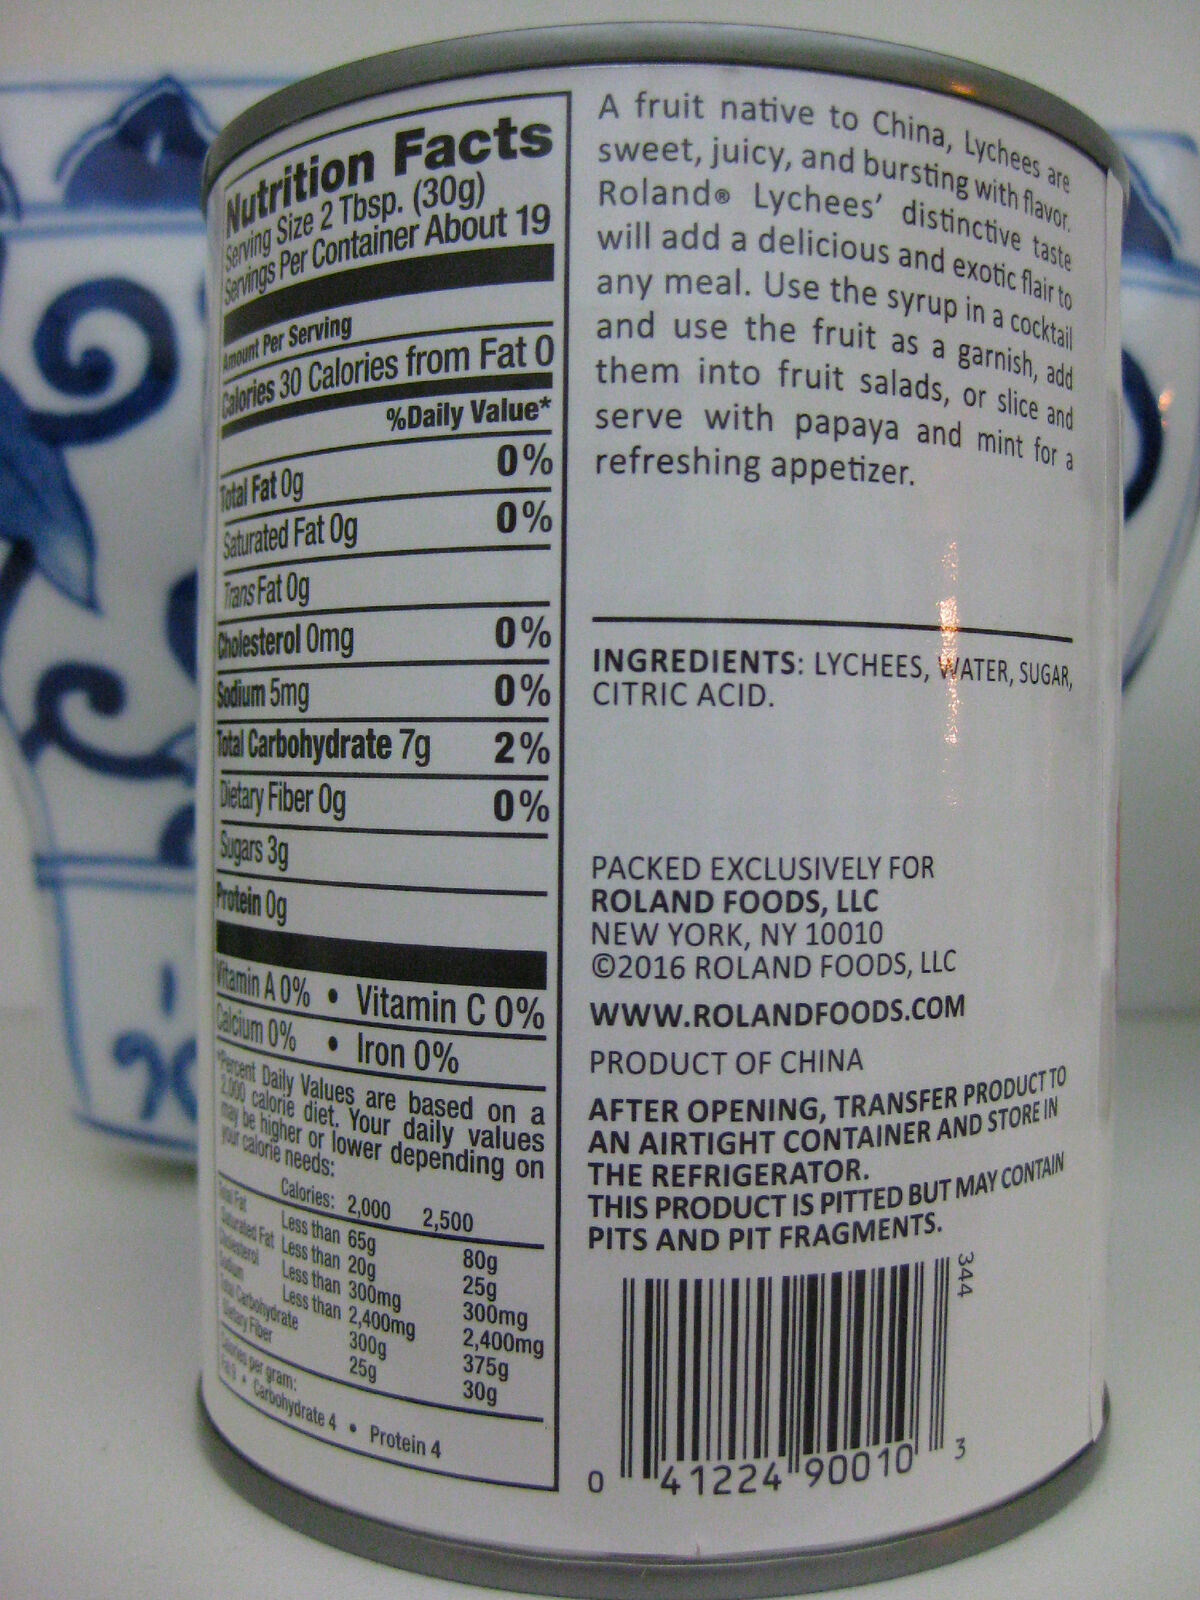 Nutrition Facts
Serving Size 2 Tbsp. (30g)
Servings Per Container About 19
Amount Per Serving
Calories 30 Calories from Fat 0
%Daily Value*
Total Fat 0g 0%
Saturated Fat 0g 0%
Trans Fat 0g
Cholesterol 0mg 0%
Sodium 5mg 0%
Total Carbohydrate 7g 2%
Dietary Fiber 0g 0%
Sugars 3g
Protein 0g
Vitamin A 0% • Vitamin C 0%
Calcium 0% • Iron 0%
*Percent Daily Values are based on a
2,000 calorie diet. Your daily values
may be higher or lower depending on
your calorie needs:
Calories: 2,000 2,500
Total Fat Less than 65g 80g
Saturated Fat Less than 20g 25g
Cholesterol Less than 300mg 300mg
Sodium Less than 2,400mg 2,400mg
Total Carbohydrate 300g 375g
Dietary Fiber 25g 30g
Calories per gram:
Fat 9 • Carbohydrate 4 • Protein 4
A fruit native to China, Lychees are
sweet, juicy, and bursting with flavor.
Roland® Lychees' distinctive taste
will add a delicious and exotic flair to
any meal. Use the syrup in a cocktail
and use the fruit as a garnish, add
them into fruit salads, or slice and
serve with papaya and mint for a
refreshing appetizer.
INGREDIENTS: LYCHEES, WATER, SUGAR,
CITRIC ACID.
PACKED EXCLUSIVELY FOR
ROLAND FOODS, LLC
NEW YORK, NY 10010
©2016 ROLAND FOODS, LLC
WWW.ROLANDFOODS.COM
PRODUCT OF CHINA
AFTER OPENING, TRANSFER PRODUCT TO
AN AIRTIGHT CONTAINER AND STORE IN
THE REFRIGERATOR.
THIS PRODUCT IS PITTED BUT MAY CONTAIN
PITS AND PIT FRAGMENTS.
344
0 41224 90010 3